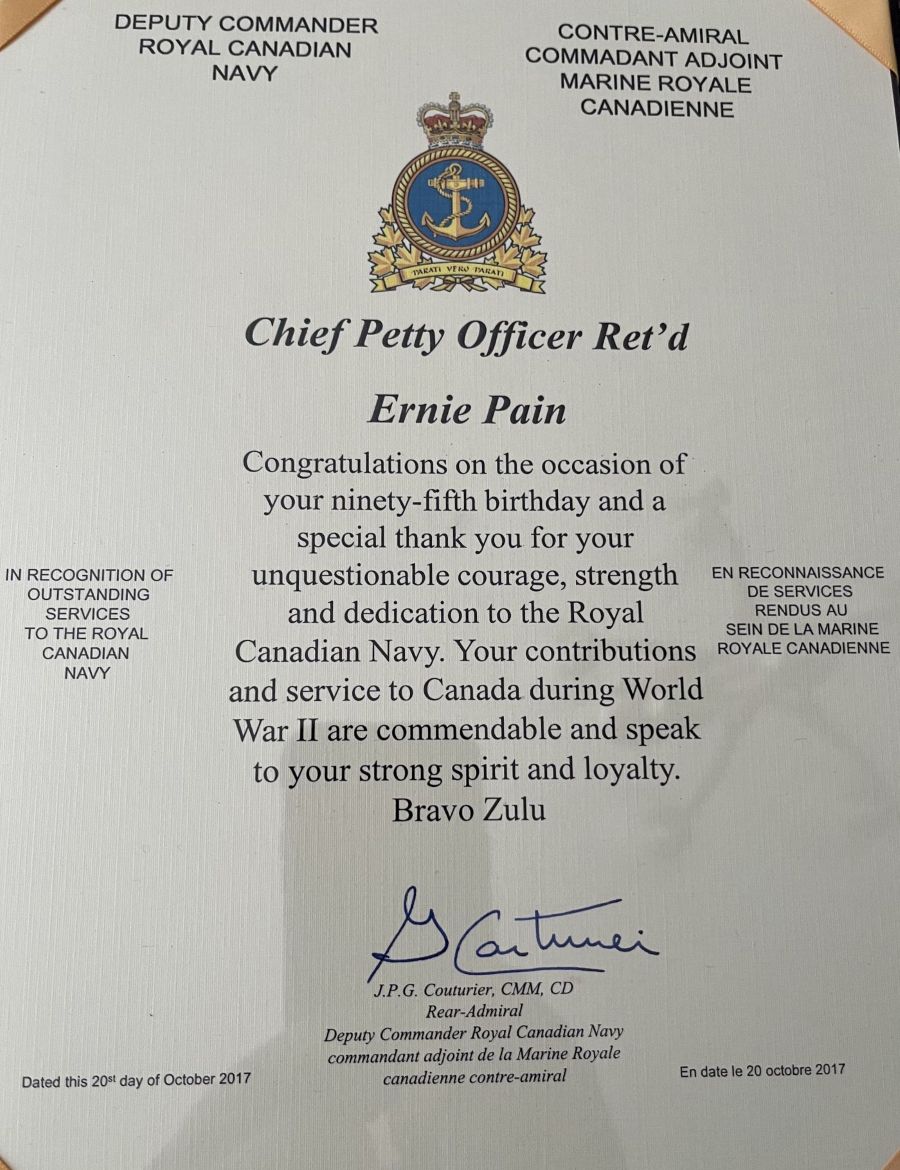 DEPUTY COMMANDER
ROYAL CANADIAN
NAVY
CONTRE-AMIRAL
COMMADANT ADJOINT
MARINE ROYALE
CANADIENNE
PARATI VERO PARATI
Chief Petty Officer Ret’d
Ernie Pain
Congratulations on the occasion of
your ninety-fifth birthday and a
special thank you for your
unquestionable courage, strength
and dedication to the Royal
Canadian Navy. Your contributions
and service to Canada during World
War II are commendable and speak
to your strong spirit and loyalty.
Bravo Zulu
IN RECOGNITION OF
OUTSTANDING
SERVICES
TO THE ROYAL
CANADIAN
NAVY
EN RECONNAISSANCE
DE SERVICES
RENDUS AU
SEIN DE LA MARINE
ROYALE CANADIENNE
G Couturier
J.P.G. Couturier, CMM, CD
Rear-Admiral
Deputy Commander Royal Canadian Navy
commandant adjoint de la Marine Royale
canadienne contre-amiral
Dated this 20st day of October 2017
En date le 20 octobre 2017